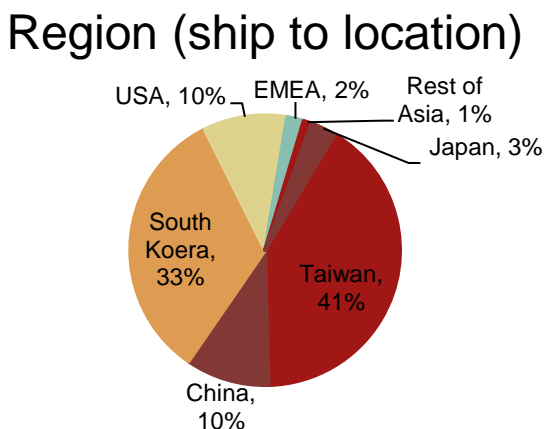 Region (ship to location)
USA, 10%
EMEA, 2%
Rest of
Asia, 1%
Japan, 3%
South
Koera,
33%
Taiwan,
41%
China,
10%